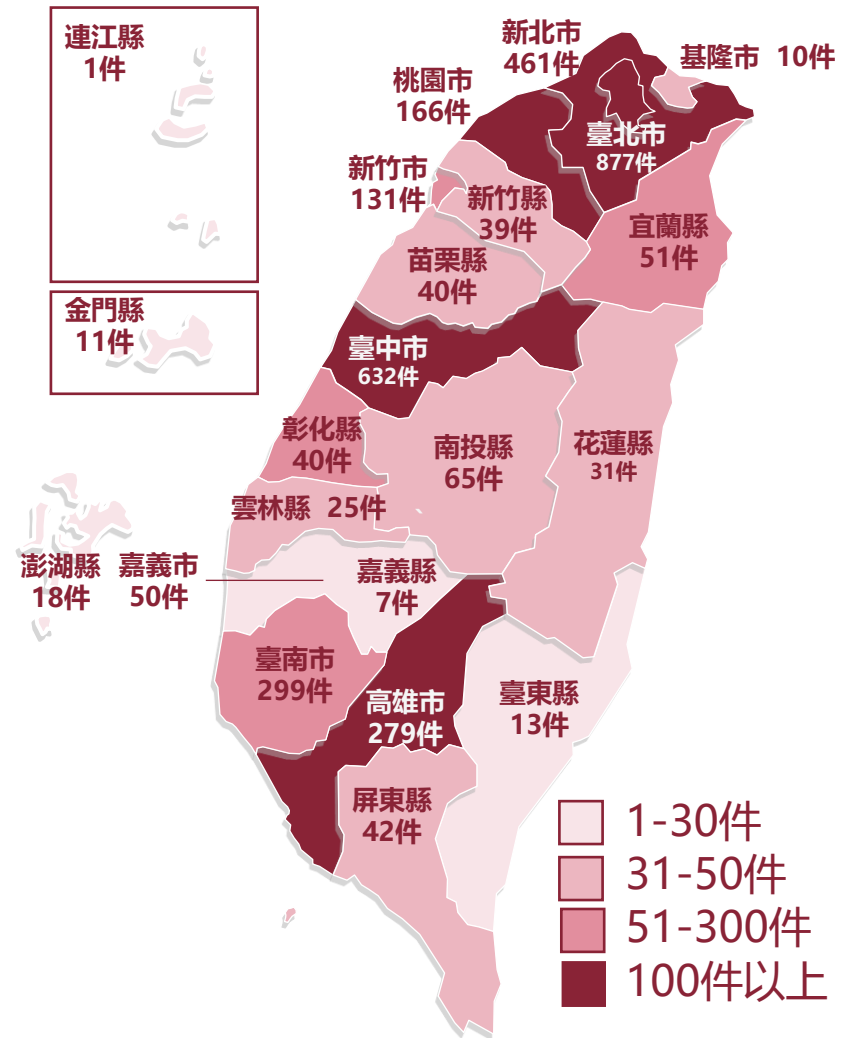 連江縣
1件
金門縣
11件
新北市
461件
基隆市 10件
桃園市
166件
臺北市
877件
新竹市
131件
新竹縣
39件
宜蘭縣
51件
苗栗縣
40件
臺中市
632件
彰化縣
40件
南投縣
65件
花蓮縣
31件
雲林縣 25件
澎湖縣
18件
嘉義市
50件
嘉義縣
7件
臺南市
299件
高雄市
279件
臺東縣
13件
屏東縣
42件
1-30件
31-50件
51-300件
100件以上